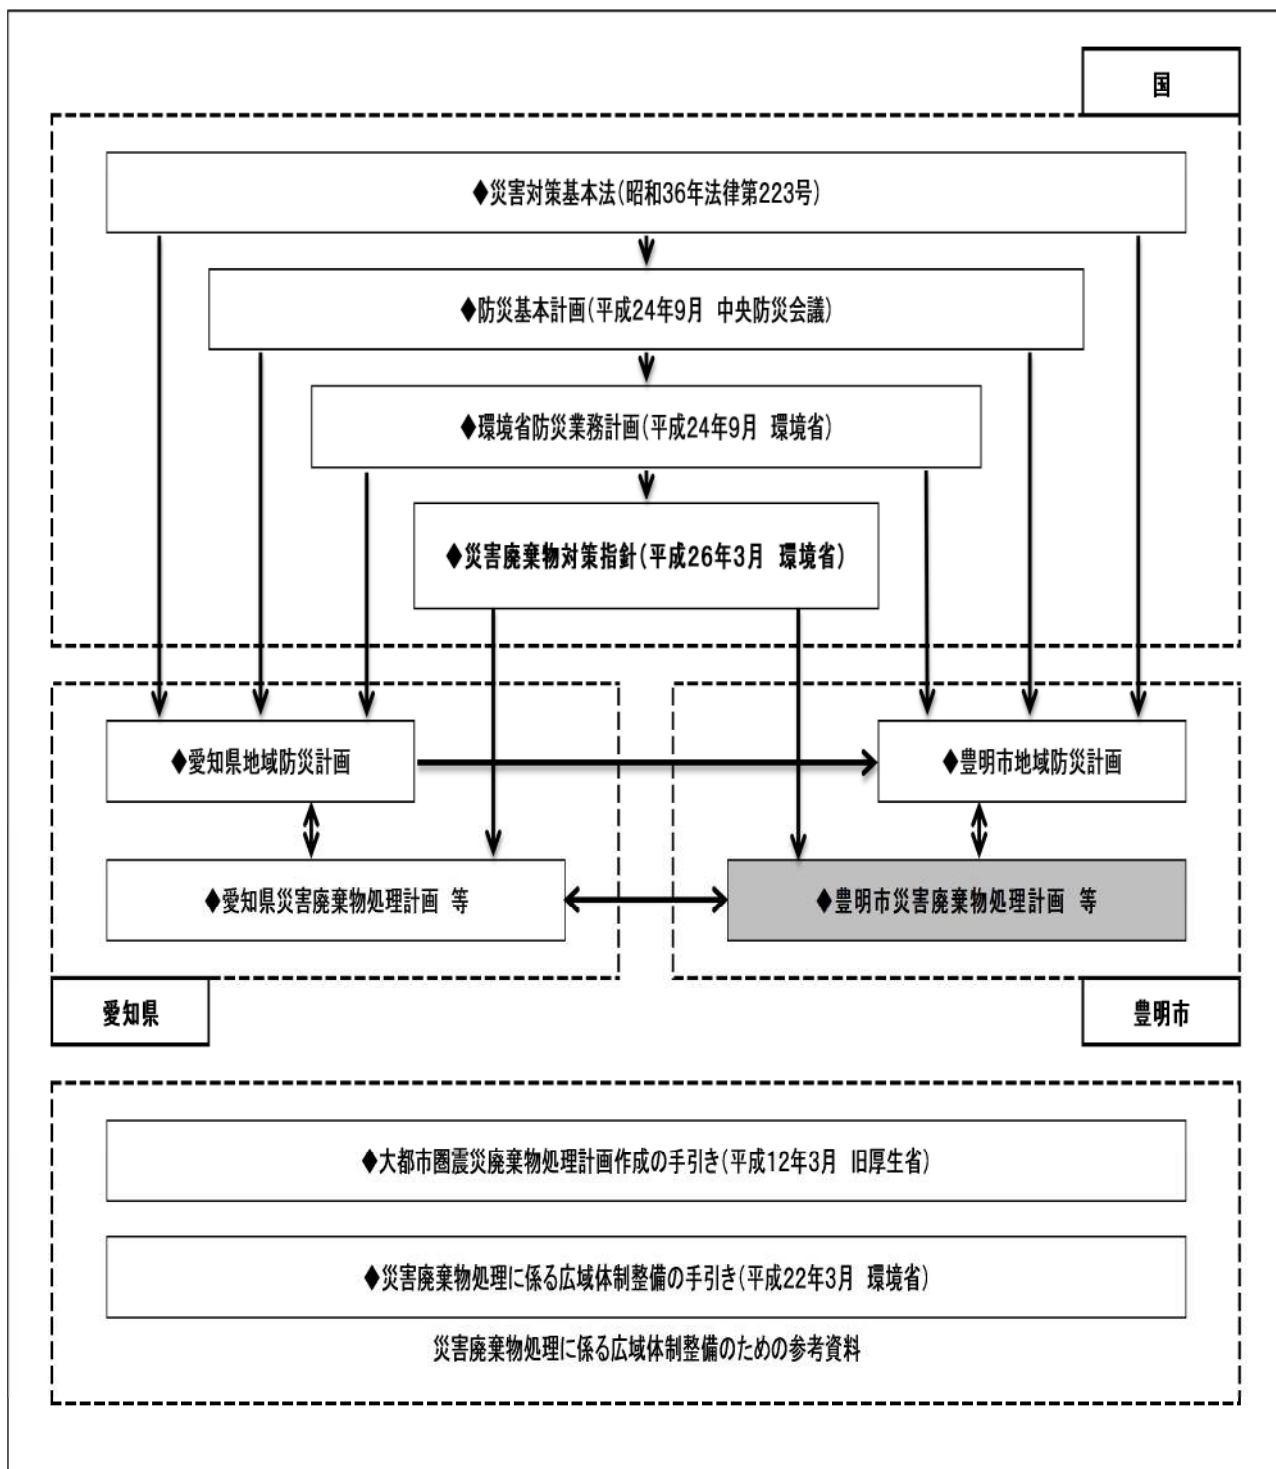 国
◆災害対策基本法(昭和36年法律第223号)
◆防災基本計画(平成24年9月 中央防災会議)
◆環境省防災業務計画(平成24年9月 環境省)
◆災害廃棄物対策指針(平成26年3月 環境省)
◆愛知県地域防災計画
◆豊明市地域防災計画
◆愛知県災害廃棄物処理計画 等
◆豊明市災害廃棄物処理計画 等
愛知県
豊明市
◆大都市圏震災廃棄物処理計画作成の手引き(平成12年3月 旧厚生省)
◆災害廃棄物処理に係る広域体制整備の手引き(平成22年3月 環境省)
災害廃棄物処理に係る広域体制整備のための参考資料